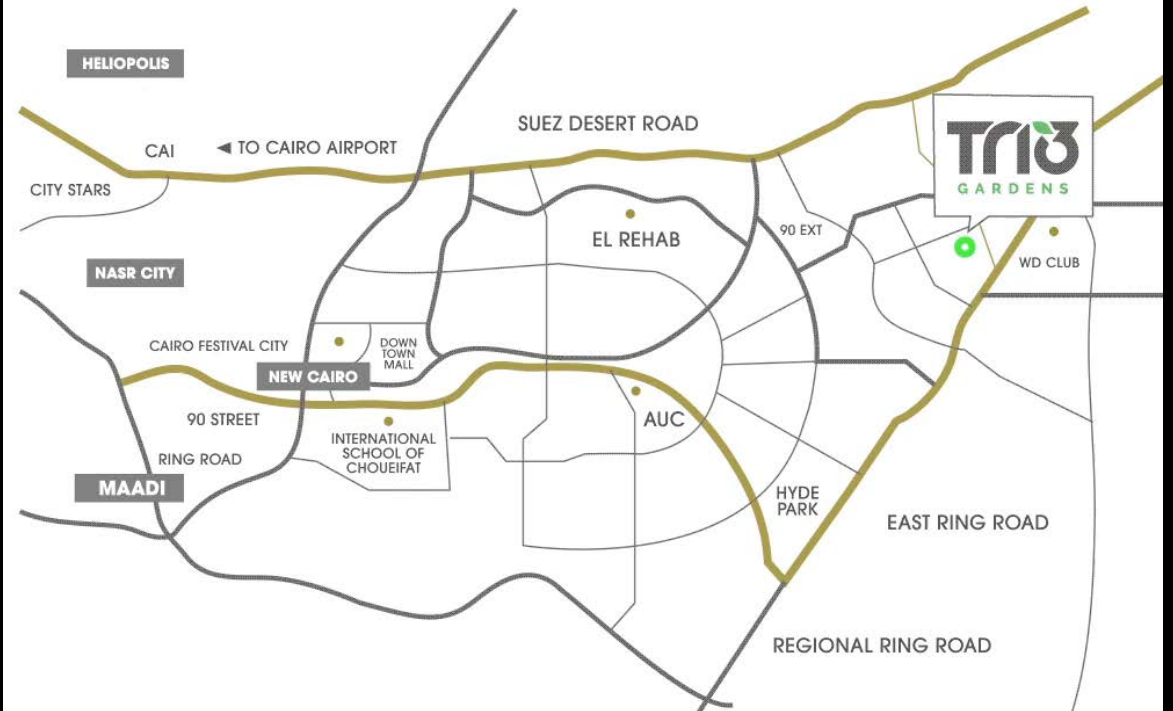 HELIOPOLIS
SUEZ DESERT ROAD
CAI
◄ TO CAIRO AIRPORT
TRIO
GARDENS
CITY STARS
90 EXT
EL REHAB
WD CLUB
NASR CITY
CAIRO FESTIVAL CITY
DOWN
TOWN
MALL
NEW CAIRO
90 STREET
AUC
INTERNATIONAL
SCHOOL OF
CHOUEIFAT
RING ROAD
MAADI
HYDE
PARK
EAST RING ROAD
REGIONAL RING ROAD